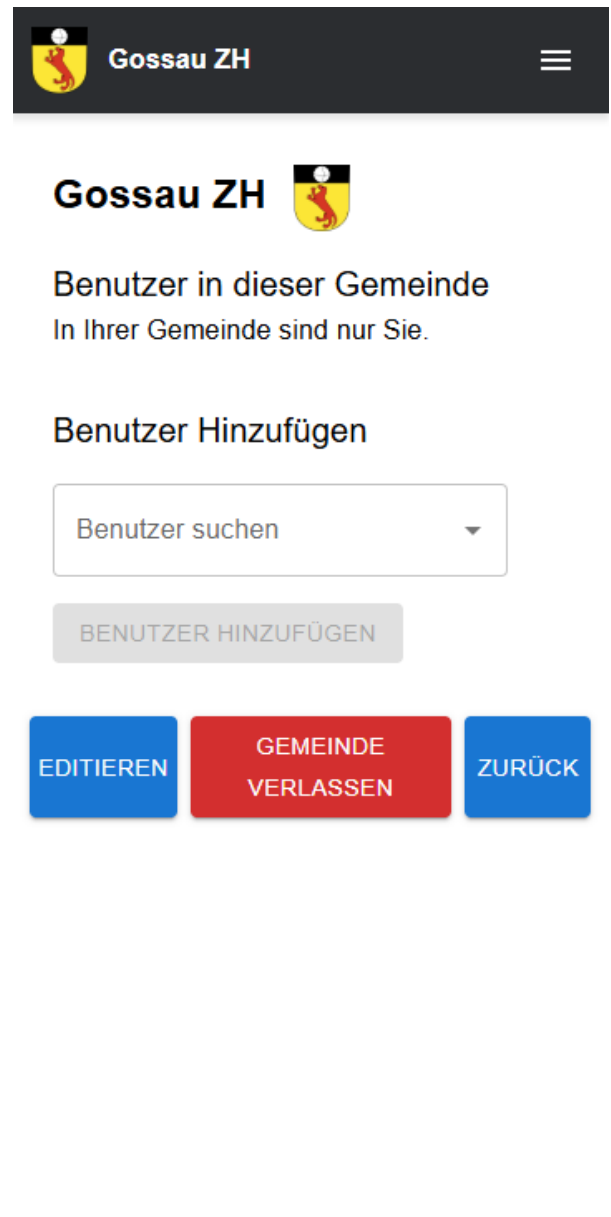 Gossau ZH
Gossau ZH
Benutzer in dieser Gemeinde
In Ihrer Gemeinde sind nur Sie.
Benutzer Hinzufügen
Benutzer suchen
BENUTZER HINZUFÜGEN
EDITIEREN
GEMEINDE
VERLASSEN
ZURÜCK